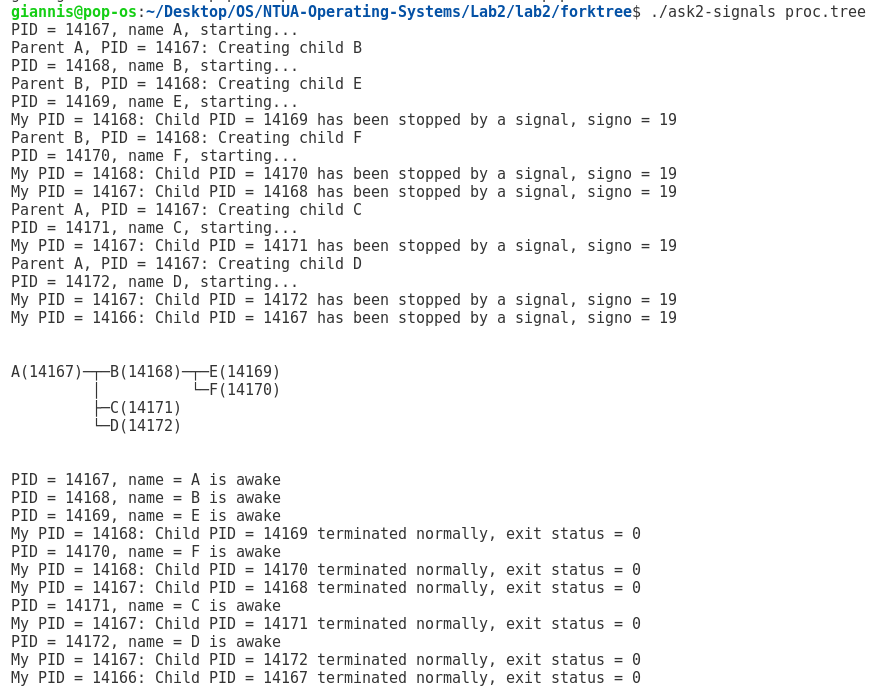 giannis@pop-os:~/Desktop/OS/NTUA-Operating-Systems/Lab2/lab2/forktree$ ./ask2-signals proc.tree
PID = 14167, name A, starting...
Parent A, PID = 14167: Creating child B
PID = 14168, name B, starting...
Parent B, PID = 14168: Creating child E
PID = 14169, name E, starting...
My PID = 14168: Child PID = 14169 has been stopped by a signal, signo = 19
Parent B, PID = 14168: Creating child F
PID = 14170, name F, starting...
My PID = 14168: Child PID = 14170 has been stopped by a signal, signo = 19
My PID = 14167: Child PID = 14168 has been stopped by a signal, signo = 19
Parent A, PID = 14167: Creating child C
PID = 14171, name C, starting...
My PID = 14167: Child PID = 14171 has been stopped by a signal, signo = 19
Parent A, PID = 14167: Creating child D
PID = 14172, name D, starting...
My PID = 14167: Child PID = 14172 has been stopped by a signal, signo = 19
My PID = 14166: Child PID = 14167 has been stopped by a signal, signo = 19
A(14167)─┬─B(14168)─┬─E(14169)
         │          └─F(14170)
         ├─C(14171)
         └─D(14172)
PID = 14167, name = A is awake
PID = 14168, name = B is awake
PID = 14169, name = E is awake
My PID = 14168: Child PID = 14169 terminated normally, exit status = 0
PID = 14170, name = F is awake
My PID = 14168: Child PID = 14170 terminated normally, exit status = 0
My PID = 14167: Child PID = 14168 terminated normally, exit status = 0
PID = 14171, name = C is awake
My PID = 14167: Child PID = 14171 terminated normally, exit status = 0
PID = 14172, name = D is awake
My PID = 14167: Child PID = 14172 terminated normally, exit status = 0
My PID = 14166: Child PID = 14167 terminated normally, exit status = 0